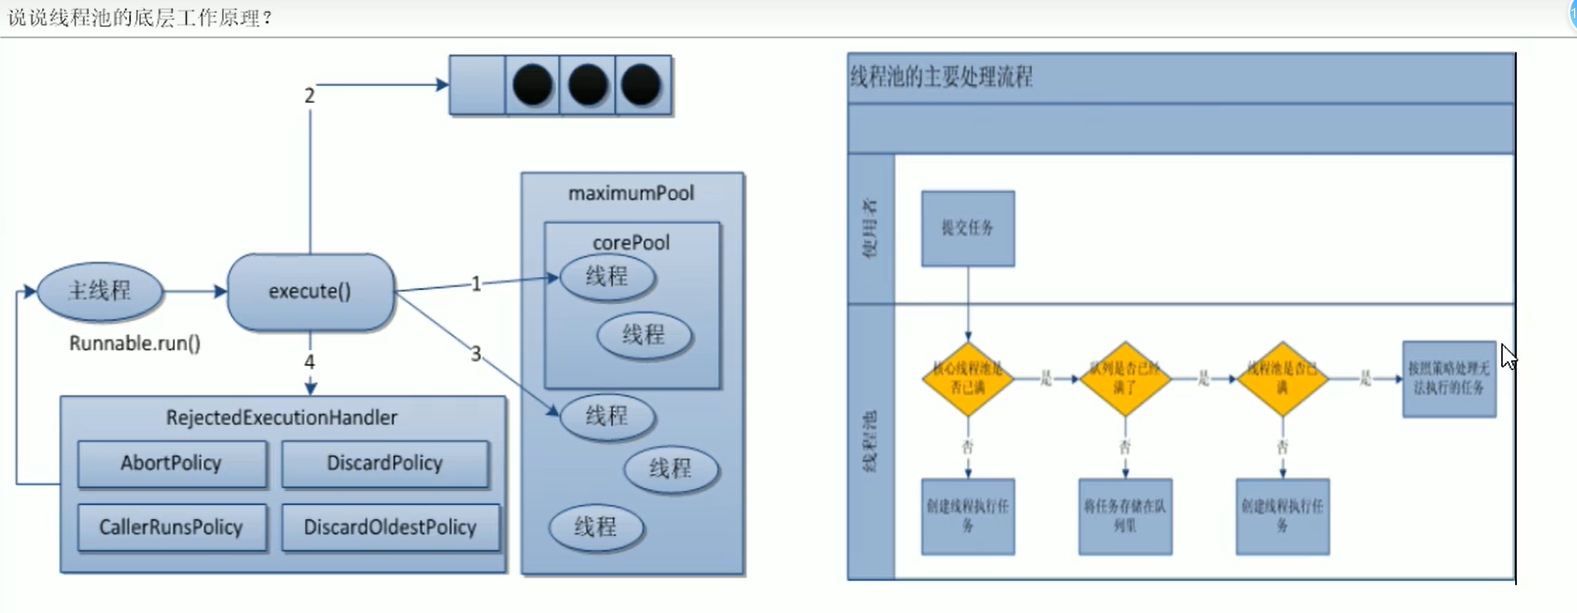 说说线程池的底层工作原理?
2
maximumPool
corePool
线程
线程
1
主线程
execute()
Runnable.run()
3
4
线程
线程
线程
RejectedExecutionHandler
AbortPolicy
DiscardPolicy
CallerRunsPolicy
DiscardOldestPolicy
线程池的主要处理流程
使用者
提交任务
线程池
核心线程池是
否已满
是
队列是否已经
满了
是
线程池是否已
满
是
按照策略处理无
法执行的任务
否
否
否
创建线程执行任
务
将任务存储在队
列里
创建线程执行任
务
1